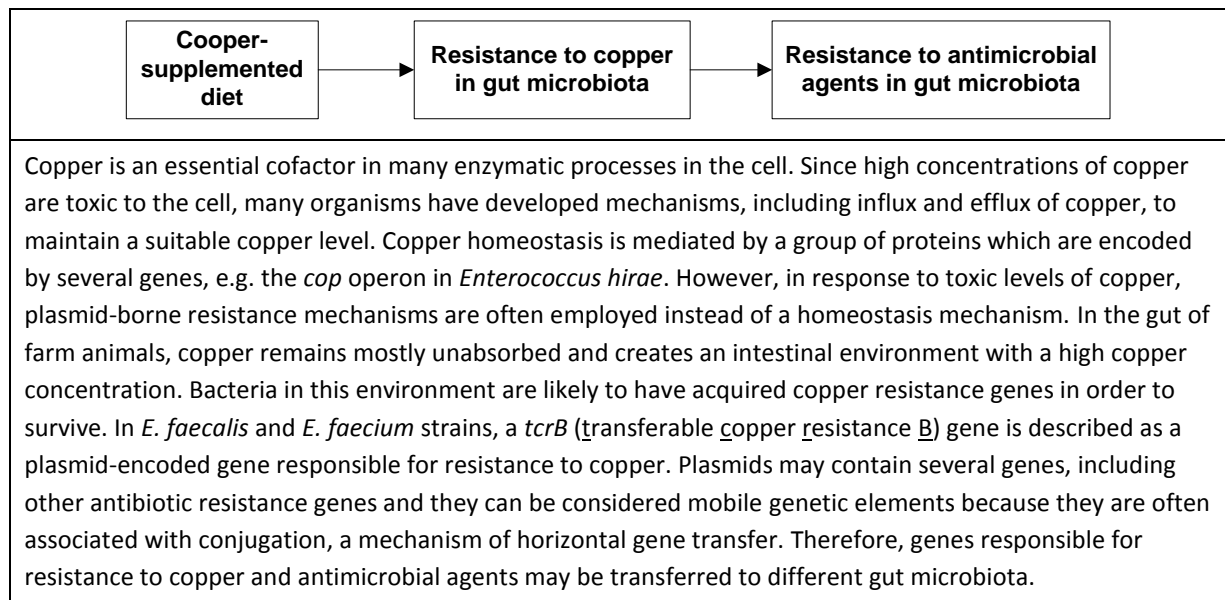 Cooper-
supplemented
diet
Resistance to copper
in gut microbiota
Resistance to antimicrobial
agents in gut microbiota
Copper is an essential cofactor in many enzymatic processes in the cell. Since high concentrations of copper
are toxic to the cell, many organisms have developed mechanisms, including influx and efflux of copper, to
maintain a suitable copper level. Copper homeostasis is mediated by a group of proteins which are encoded
by several genes, e.g. the cop operon in Enterococcus hirae. However, in response to toxic levels of copper,
plasmid-borne resistance mechanisms are often employed instead of a homeostasis mechanism. In the gut of
farm animals, copper remains mostly unabsorbed and creates an intestinal environment with a high copper
concentration. Bacteria in this environment are likely to have acquired copper resistance genes in order to
survive. In E. faecalis and E. faecium strains, a tcrB (transferable copper resistance B) gene is described as a
plasmid-encoded gene responsible for resistance to copper. Plasmids may contain several genes, including
other antibiotic resistance genes and they can be considered mobile genetic elements because they are often
associated with conjugation, a mechanism of horizontal gene transfer. Therefore, genes responsible for
resistance to copper and antimicrobial agents may be transferred to different gut microbiota.